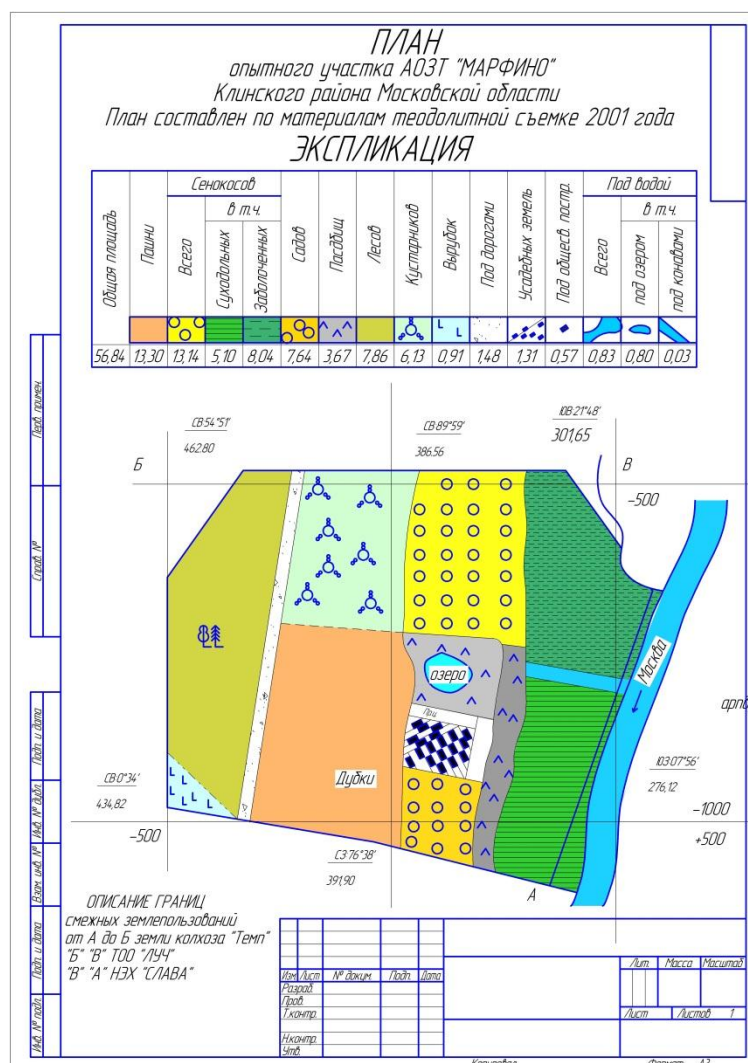 ПЛАН
опытного участка АОЗТ "МАРФИНО"
Клинского района Московской области
План составлен по материалам теодолитной съемке 2001 года
ЭКСПЛИКАЦИЯ
Общая площадь
Пашни
Сенокосов
Всего
в т.ч.
Суходольных
Заболоченных
Садов
Пасдбищ
Лесов
Кустарников
Вырубок
Под дорогами
Усадебных земель
Под общесв. постр.
Под водой
Всего
в т.ч.
под озером
под канавами
56,84 13,30 13,14 5,10 8,04 7,64 3,67 7,86 6,13 0,91 1,48 1,31 0,57 0,83 0,80 0,03
Перв. примен.
Справ. №
Подп. и дата
Инв. № дубл.
Взам. инв. №
Подп. и дата
Инв. № подл.
СВ:54°51'
462.80
СВ:89°59'
386.56
ЮВ:21°48'
301,65
Б
В
-500
озеро
Москва
Пруд
Дубки
СВ:0°34'
434,82
ЮЗ:07°56'
276,12
-500
-1000
+500
СЗ:76°38'
391,90
А
ОПИСАНИЕ ГРАНИЦ
смежных землепользований
от А до Б земли колхоза "Темп"
"Б" "В" ТОО "ЛУЧ"
"В" "А" НЭХ "СЛАВА"
Изм. Лист № докум. Подп. Дата
Разраб.
Пров.
Т.контр.
Н.контр.
Утв.
Лит. Масса Масштаб
Лист Листов 1
Копировал Формат А3